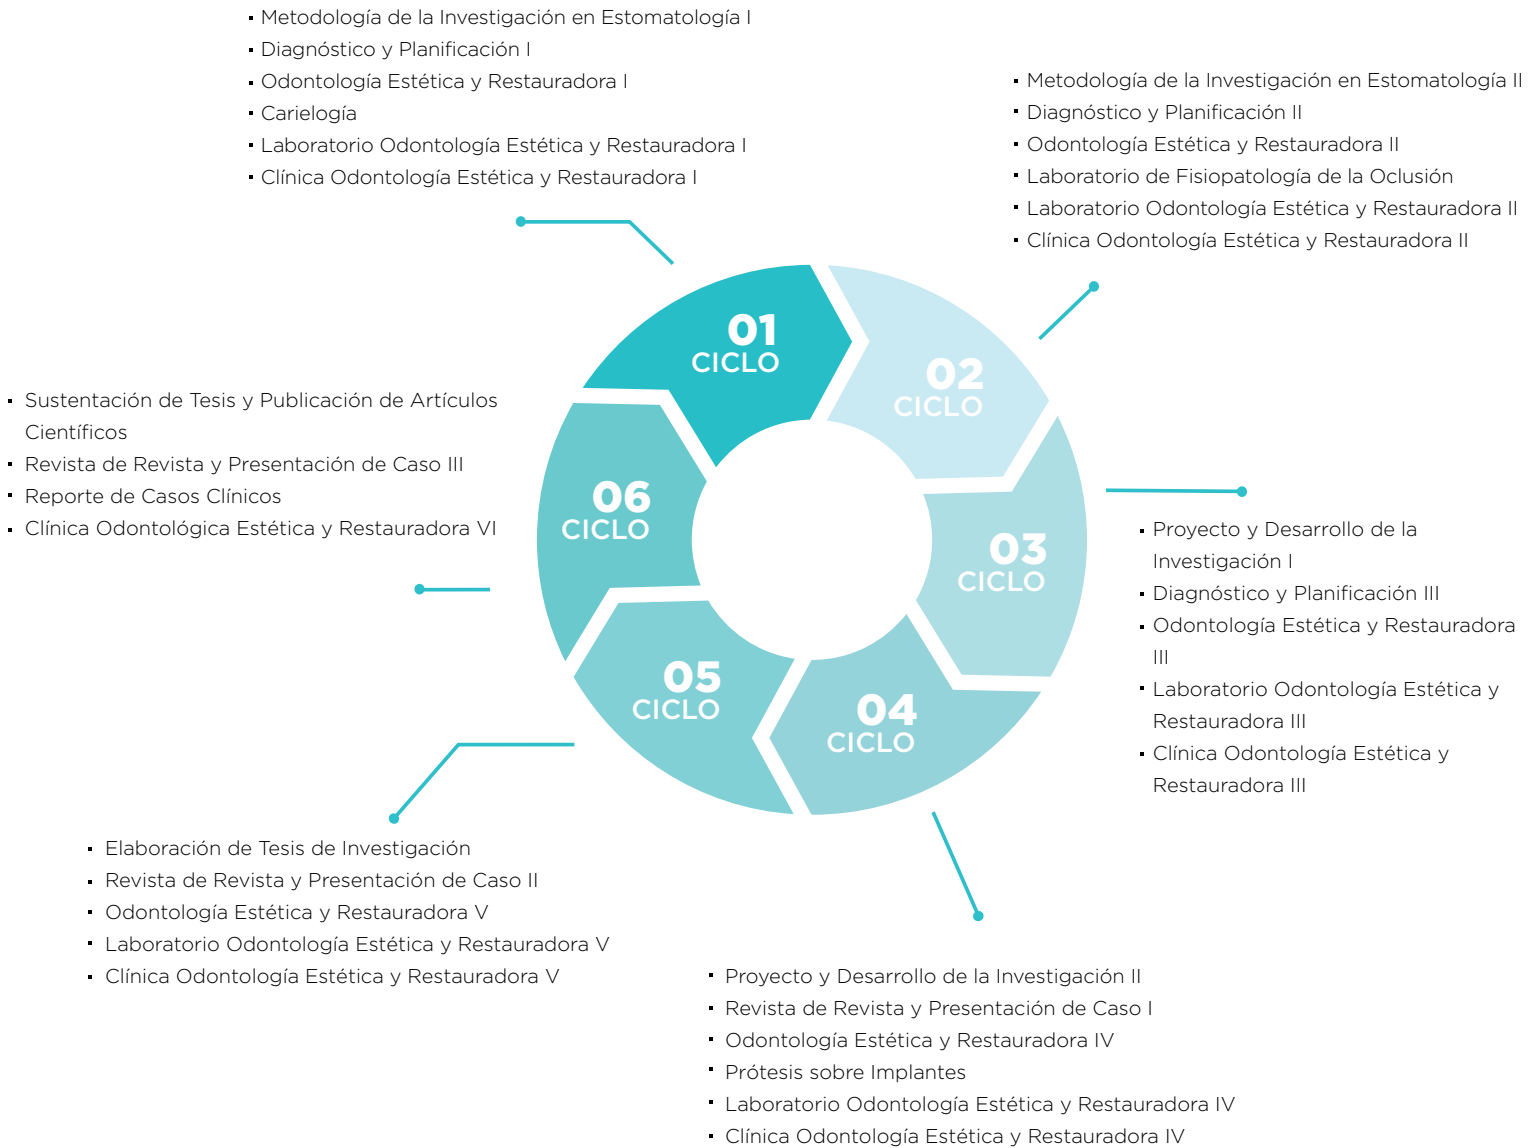 Metodología de la Investigación en Estomatología I
Diagnóstico y Planificación I
Odontología Estética y Restauradora I
Carielogía
Laboratorio Odontología Estética y Restauradora I
Clínica Odontología Estética y Restauradora I
Metodología de la Investigación en Estomatología II
Diagnóstico y Planificación II
Odontología Estética y Restauradora II
Laboratorio de Fisiopatología de la Oclusión
Laboratorio Odontología Estética y Restauradora II
Clínica Odontología Estética y Restauradora II
01
CICLO
02
CICLO
03
CICLO
04
CICLO
05
CICLO
06
CICLO
Proyecto y Desarrollo de la
Investigación I
Diagnóstico y Planificación III
Odontología Estética y Restauradora
III
Laboratorio Odontología Estética y
Restauradora III
Clínica Odontología Estética y
Restauradora III
Proyecto y Desarrollo de la Investigación II
Revista de Revista y Presentación de Caso I
Odontología Estética y Restauradora IV
Prótesis sobre Implantes
Laboratorio Odontología Estética y Restauradora IV
Clínica Odontología Estética y Restauradora IV
Elaboración de Tesis de Investigación
Revista de Revista y Presentación de Caso II
Odontología Estética y Restauradora V
Laboratorio Odontología Estética y Restauradora V
Clínica Odontología Estética y Restauradora V
Sustentación de Tesis y Publicación de Artículos
Científicos
Revista de Revista y Presentación de Caso III
Reporte de Casos Clínicos
Clínica Odontológica Estética y Restauradora VI